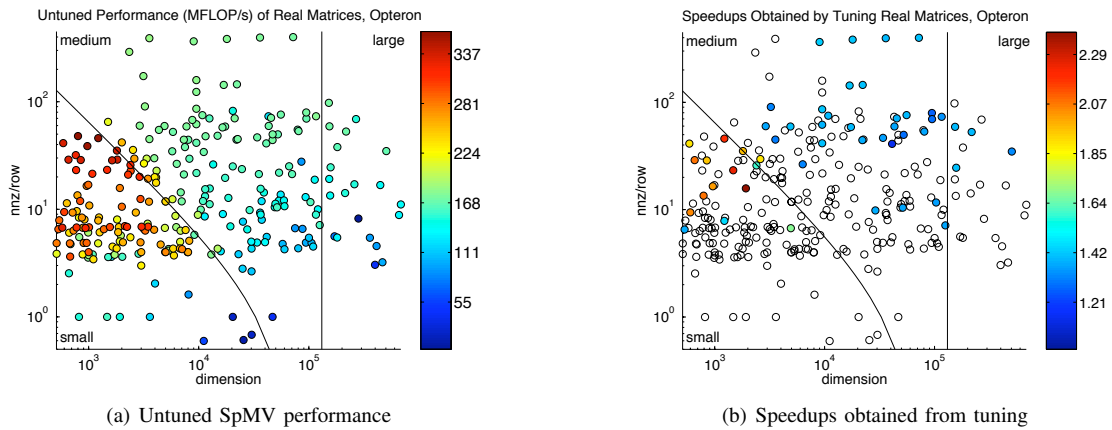 Untuned Performance (MFLOP/s) of Real Matrices, Opteron
medium
large
small
nnz/row
10^2
10^1
10^0
10^3
10^4
10^5
dimension
337
281
224
168
111
55
(a) Untuned SpMV performance
Speedups Obtained by Tuning Real Matrices, Opteron
medium
large
small
nnz/row
10^2
10^1
10^0
10^3
10^4
10^5
dimension
2.29
2.07
1.85
1.64
1.42
1.21
(b) Speedups obtained from tuning